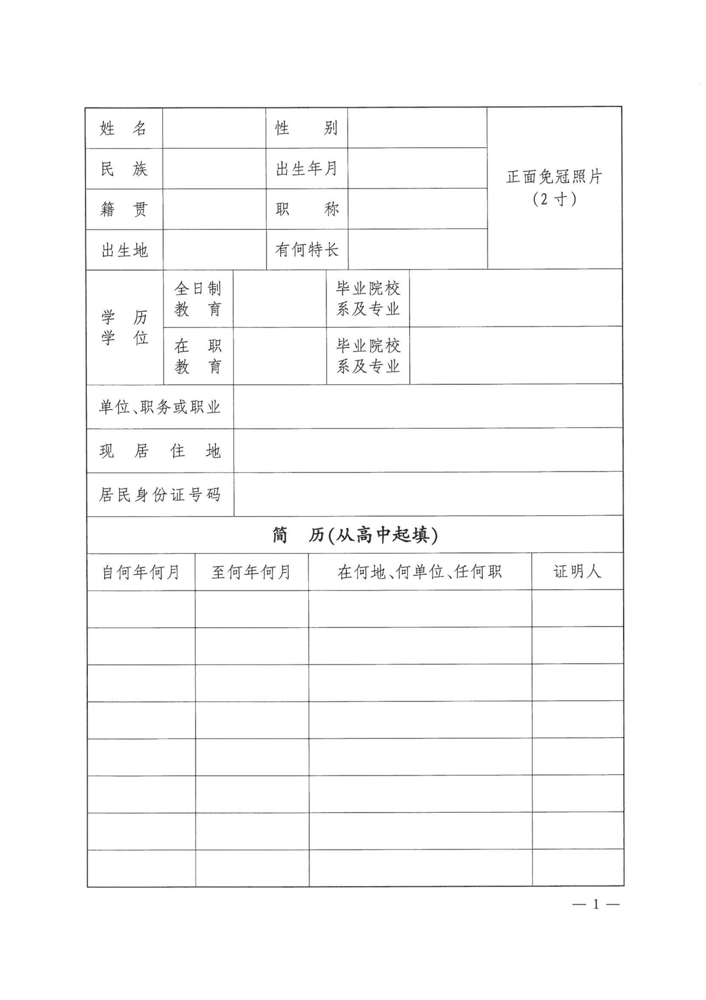 姓 名 性 别
民 族 出生年月
正面免冠照片
(2寸)
籍 贯 职 称
出生地 有何特长
学 历
学 位
全日制
教 育
毕业院校
系及专业
在 职
教 育
毕业院校
系及专业
单位、职务或职业
现 居 住 地
居民身份证号码
简 历(从高中起填)
自何年何月 至何年何月 在何地、何单位、任何职 证明人
— 1 —